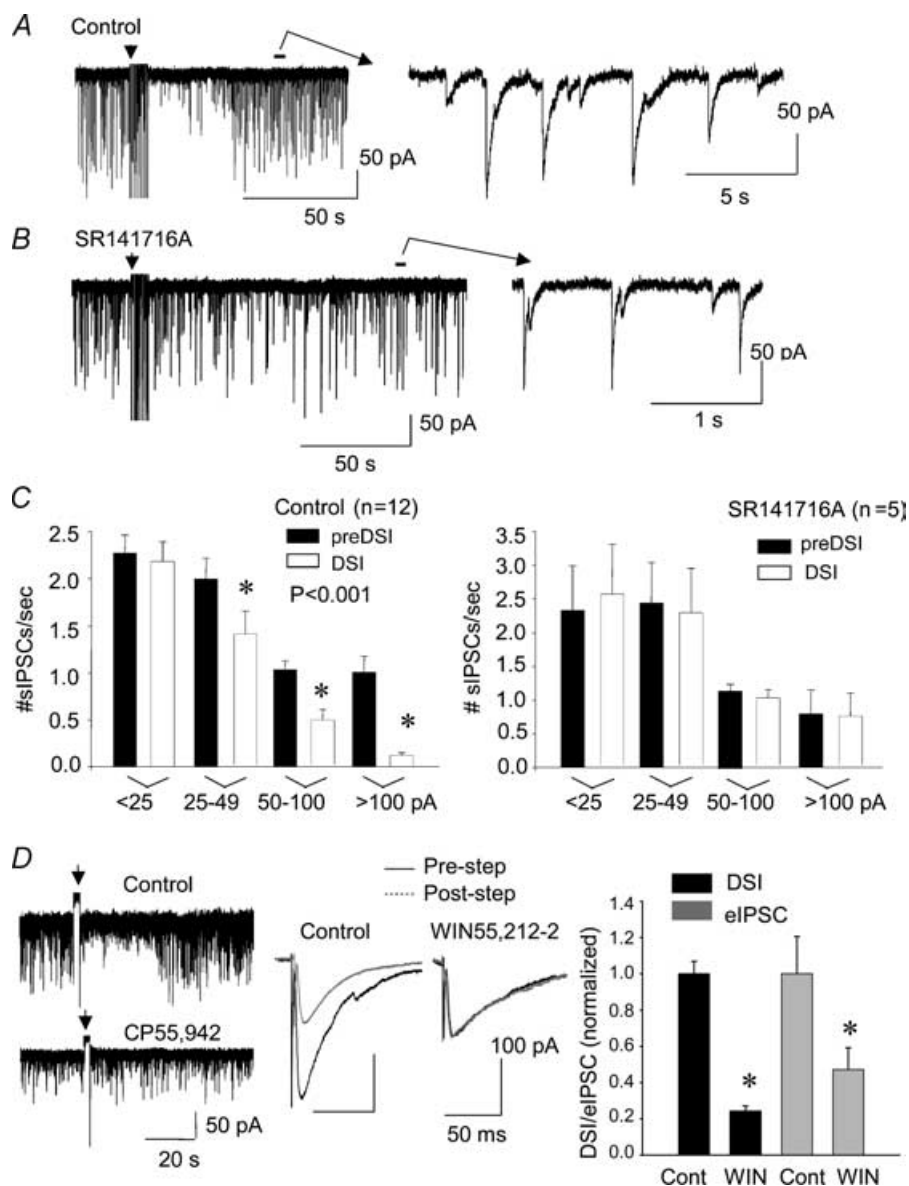 A
Control
50 pA
50 s
50 pA
5 s
B
SR141716A
50 pA
50 s
50 pA
1 s
C
Control (n=12)
preDSI
DSI
P<0.001
#sIPSCs/sec
2.5
2.0
1.5
1.0
0.5
0.0
*
*
*
<25
25-49
50-100
>100 pA
SR141716A (n=5)
preDSI
DSI
# sIPSCs/sec
3.5
3.0
2.5
2.0
1.5
1.0
0.5
0.0
<25
25-49
50-100
>100 pA
D
Control
CP55,942
50 pA
20 s
Pre-step
Post-step
Control
WIN55,212-2
100 pA
50 ms
DSI
eIPSC
DSI/eIPSC (normalized)
1.4
1.2
1.0
0.8
0.6
0.4
0.2
0.0
*
*
Cont
WIN
Cont
WIN